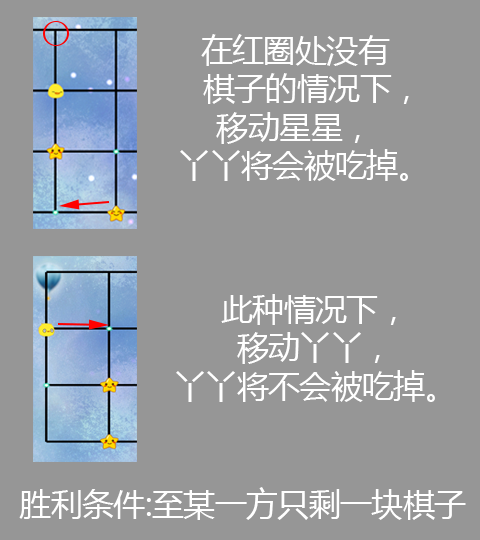 在红圈处没有
棋子的情况下，
移动星星，
丫丫将会被吃掉。
此种情况下，
移动丫丫，
丫丫将不会被吃掉。
胜利条件:至某一方只剩一块棋子